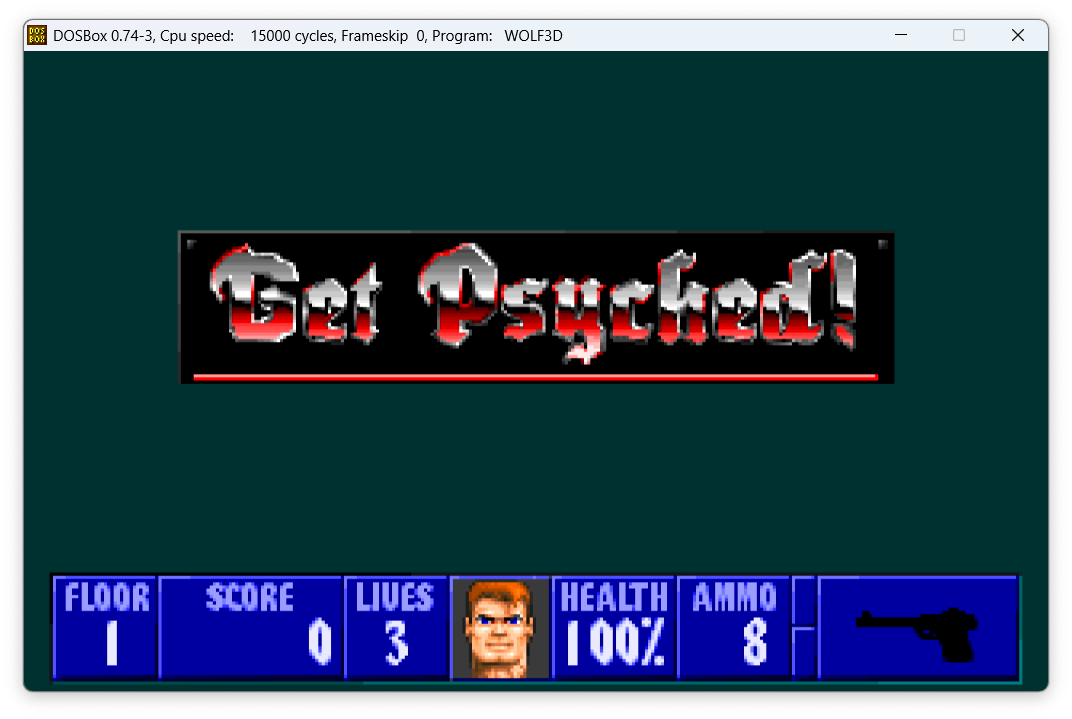 DOSBox 0.74-3, Cpu speed: 15000 cycles, Frameskip 0, Program: WOLF3D
Get Psyched!
FLOOR SCORE LIVES HEALTH AMMO
1 0 3 100% 8